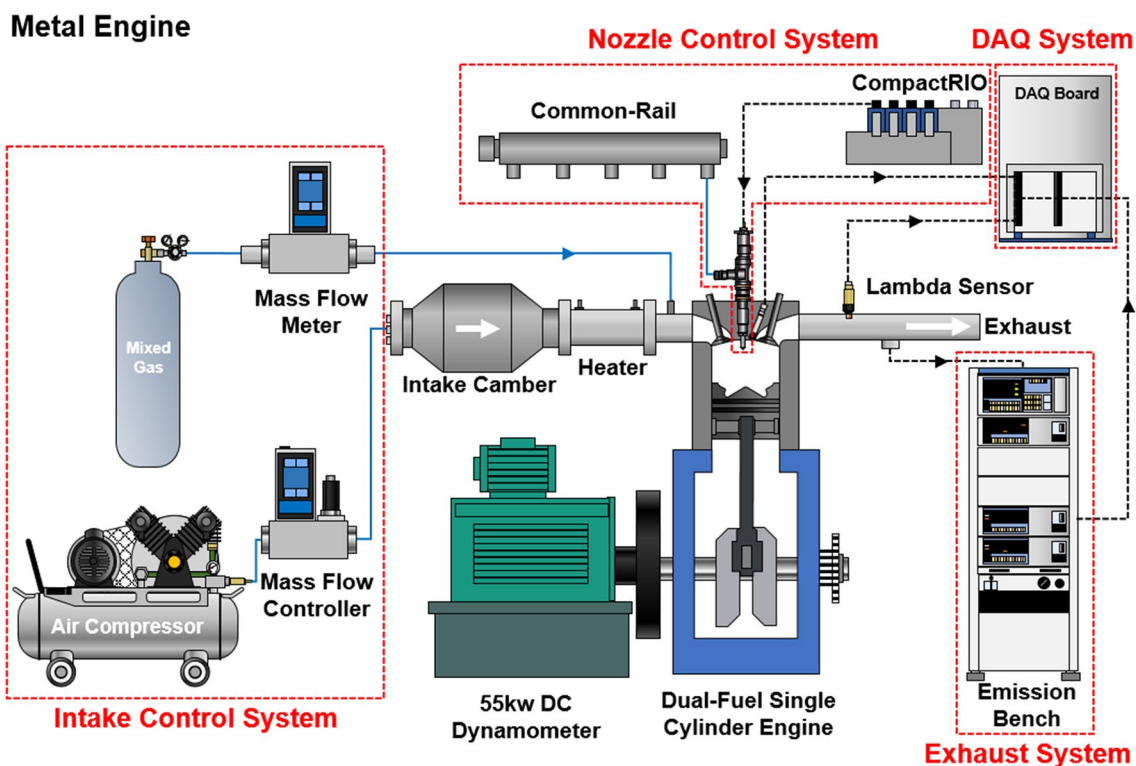 Metal Engine
Nozzle Control System
DAQ System
CompactRIO
DAQ Board
Common-Rail
Mass Flow
Meter
Mixed
Gas
Lambda Sensor
Exhaust
Intake Camber
Heater
Mass Flow
Controller
Air Compressor
Intake Control System
55kw DC
Dynamometer
Dual-Fuel Single
Cylinder Engine
Emission
Bench
Exhaust System